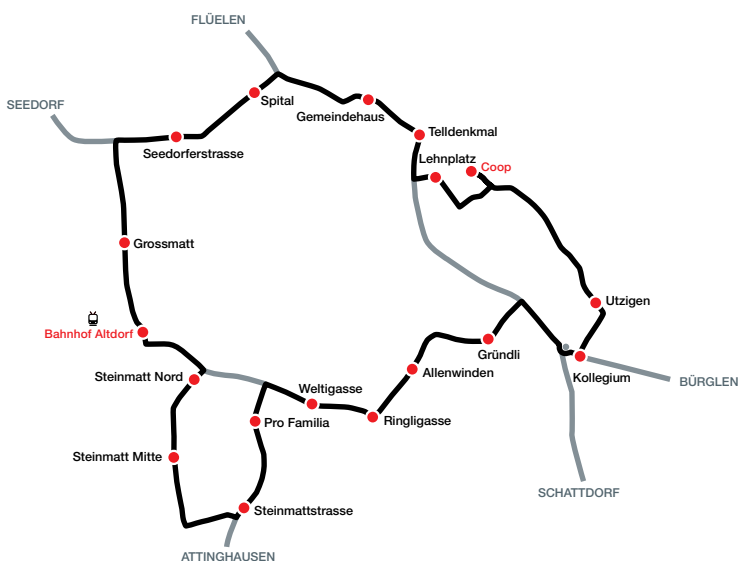 FLÜELEN
SEEDORF
Spital
Gemeindehaus
Telldenkmal
Seedorferstrasse
Lehnplatz
Coop
Grossmatt
Utzigen
Bahnhof Altdorf
Gründli
Allenwinden
Steinmatt Nord
Kollegium
BÜRGLEN
Weltigasse
Pro Familia
Ringligasse
Steinmatt Mitte
SCHATTDORF
Steinmattstrasse
ATTINGHAUSEN